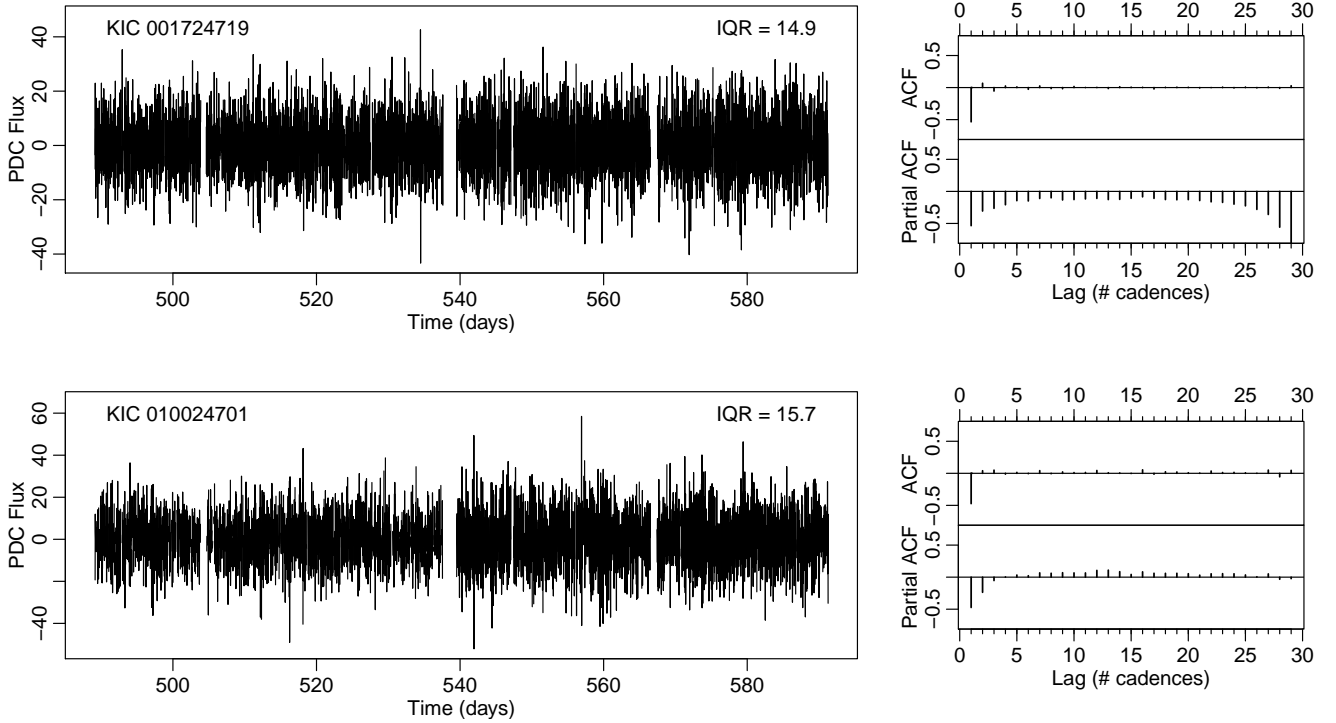 KIC 001724719
IQR = 14.9
PDC Flux
40
20
0
−20
−40
500 520 540 560 580
Time (days)
0 5 10 15 20 25 30
ACF
0.5
−0.5
Partial ACF
0.5
−0.5
0 5 10 15 20 25 30
Lag (# cadences)
KIC 010024701
IQR = 15.7
PDC Flux
60
40
20
0
−40
500 520 540 560 580
Time (days)
0 5 10 15 20 25 30
ACF
0.5
−0.5
Partial ACF
0.5
−0.5
0 5 10 15 20 25 30
Lag (# cadences)